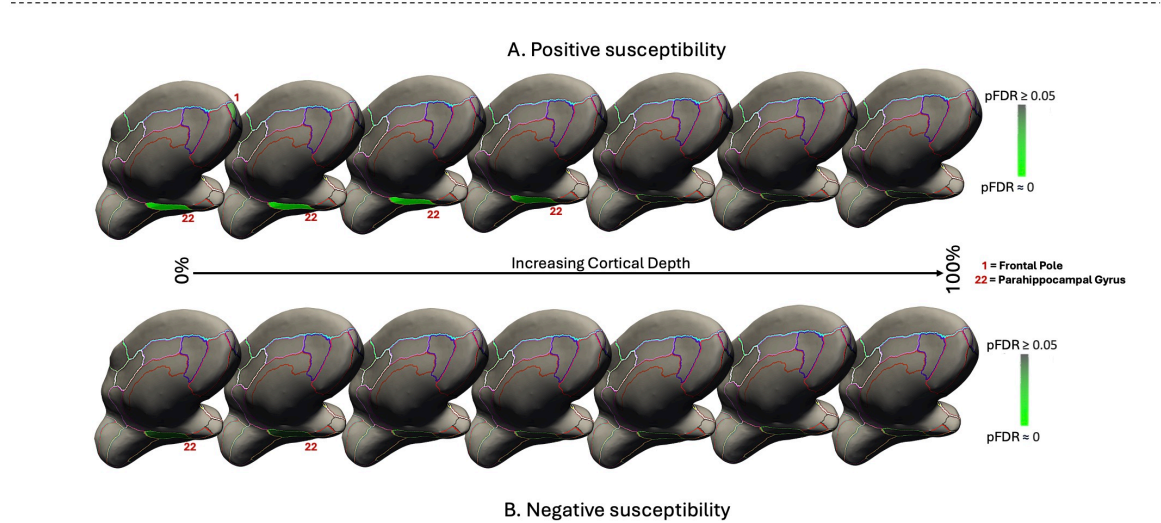 A. Positive susceptibility
1
pFDR ≥ 0.05
pFDR ≈ 0
22
22
22
22
0%
Increasing Cortical Depth
100%
1 = Frontal Pole
22 = Parahippocampal Gyrus
pFDR ≥ 0.05
pFDR ≈ 0
22
22
B. Negative susceptibility